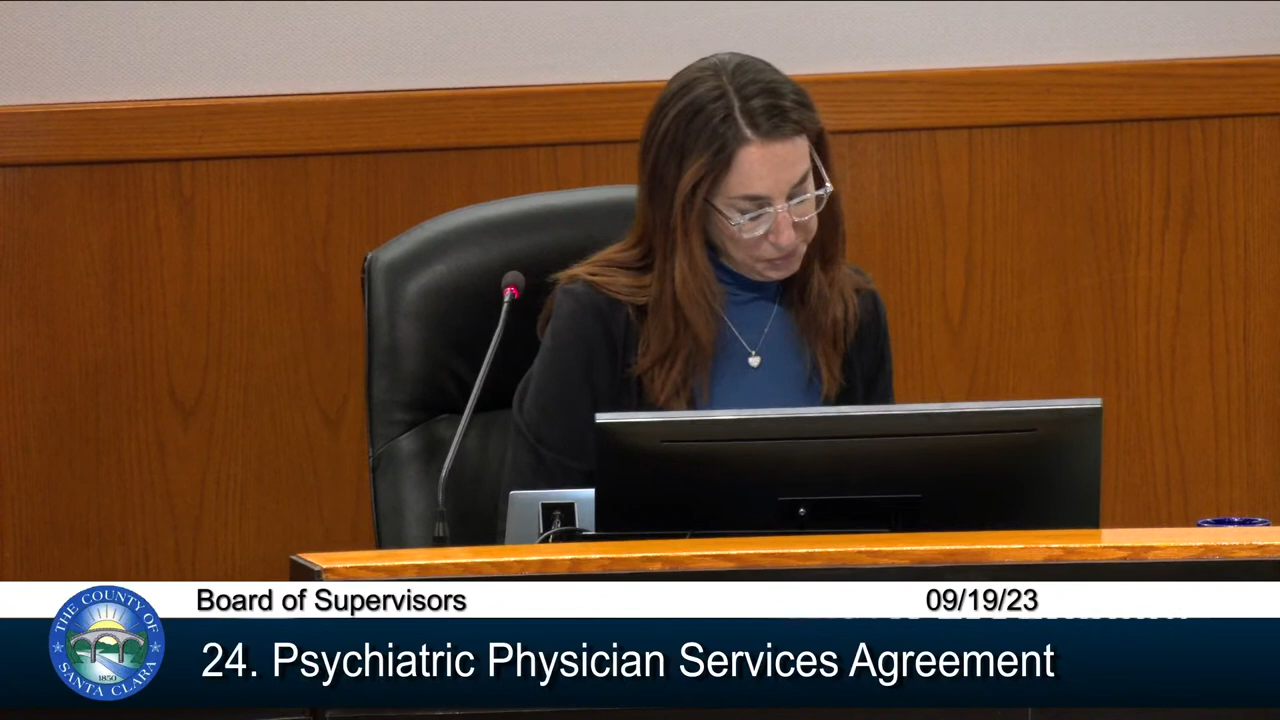 Board of Supervisors
09/19/23
THE COUNTY OF
SANTA CLARA
1850
24. Psychiatric Physician Services Agreement